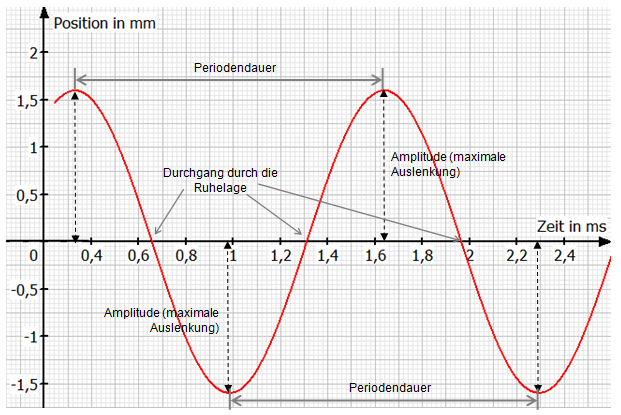 Position in mm
2
Periodendauer
1,5
1
Amplitude (maximale
Auslenkung)
Durchgang durch die
Ruhelage
0,5
Zeit in ms
0
0,4
0,6
0,8
1
1,2
1,4
1,6
1,8
2
2,2
2,4
-0,5
Amplitude (maximale
Auslenkung)
-1
-1,5
Periodendauer